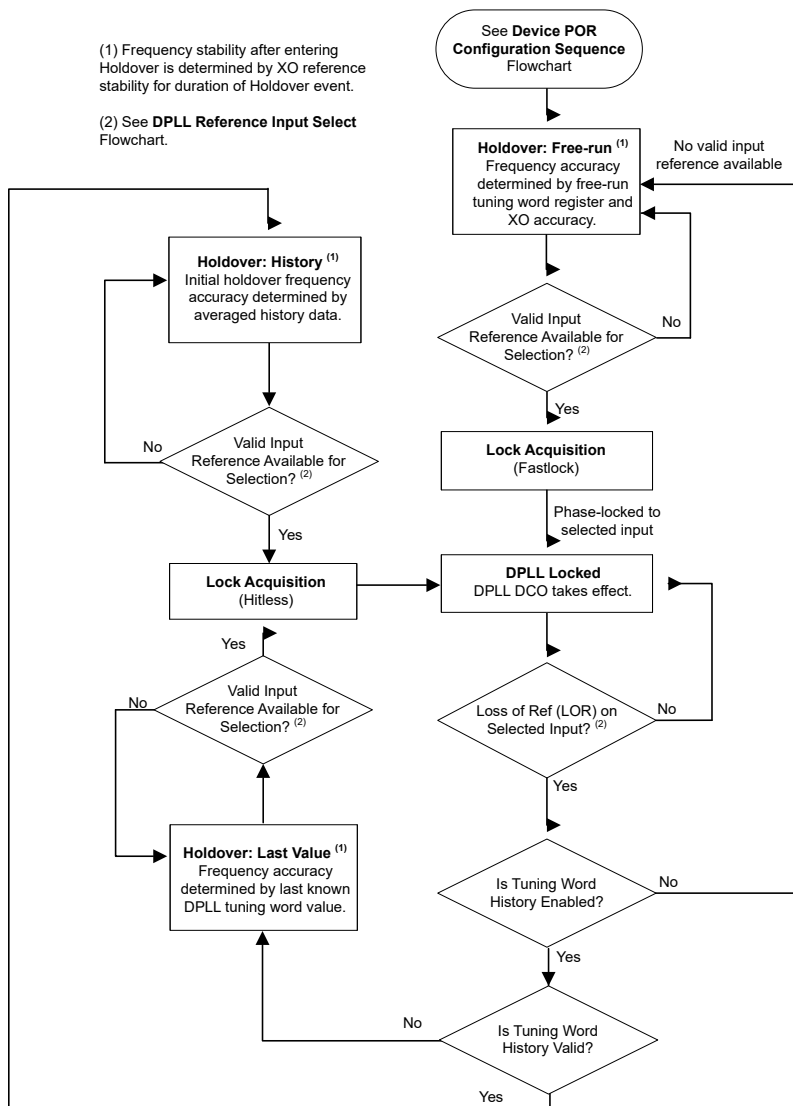 (1) Frequency stability after entering
Holdover is determined by XO reference
stability for duration of Holdover event.
(2) See DPLL Reference Input Select
Flowchart.
See Device POR
Configuration Sequence
Flowchart
Holdover: Free-run (1)
Frequency accuracy
determined by free-run
tuning word register and
XO accuracy.
No valid input
reference available
Valid Input
Reference Available for
Selection? (2)
No
Yes
Lock Acquisition
(Fastlock)
Phase-locked to
selected input
Holdover: History (1)
Initial holdover frequency
accuracy determined by
averaged history data.
No
Valid Input
Reference Available for
Selection? (2)
Yes
Lock Acquisition
(Hitless)
DPLL Locked
DPLL DCO takes effect.
Yes
Valid Input
Reference Available for
Selection? (2)
No
Loss of Ref (LOR) on
Selected Input? (2)
No
Yes
Holdover: Last Value (1)
Frequency accuracy
determined by last known
DPLL tuning word value.
Is Tuning Word
History Enabled?
No
Yes
No
Is Tuning Word
History Valid?
Yes